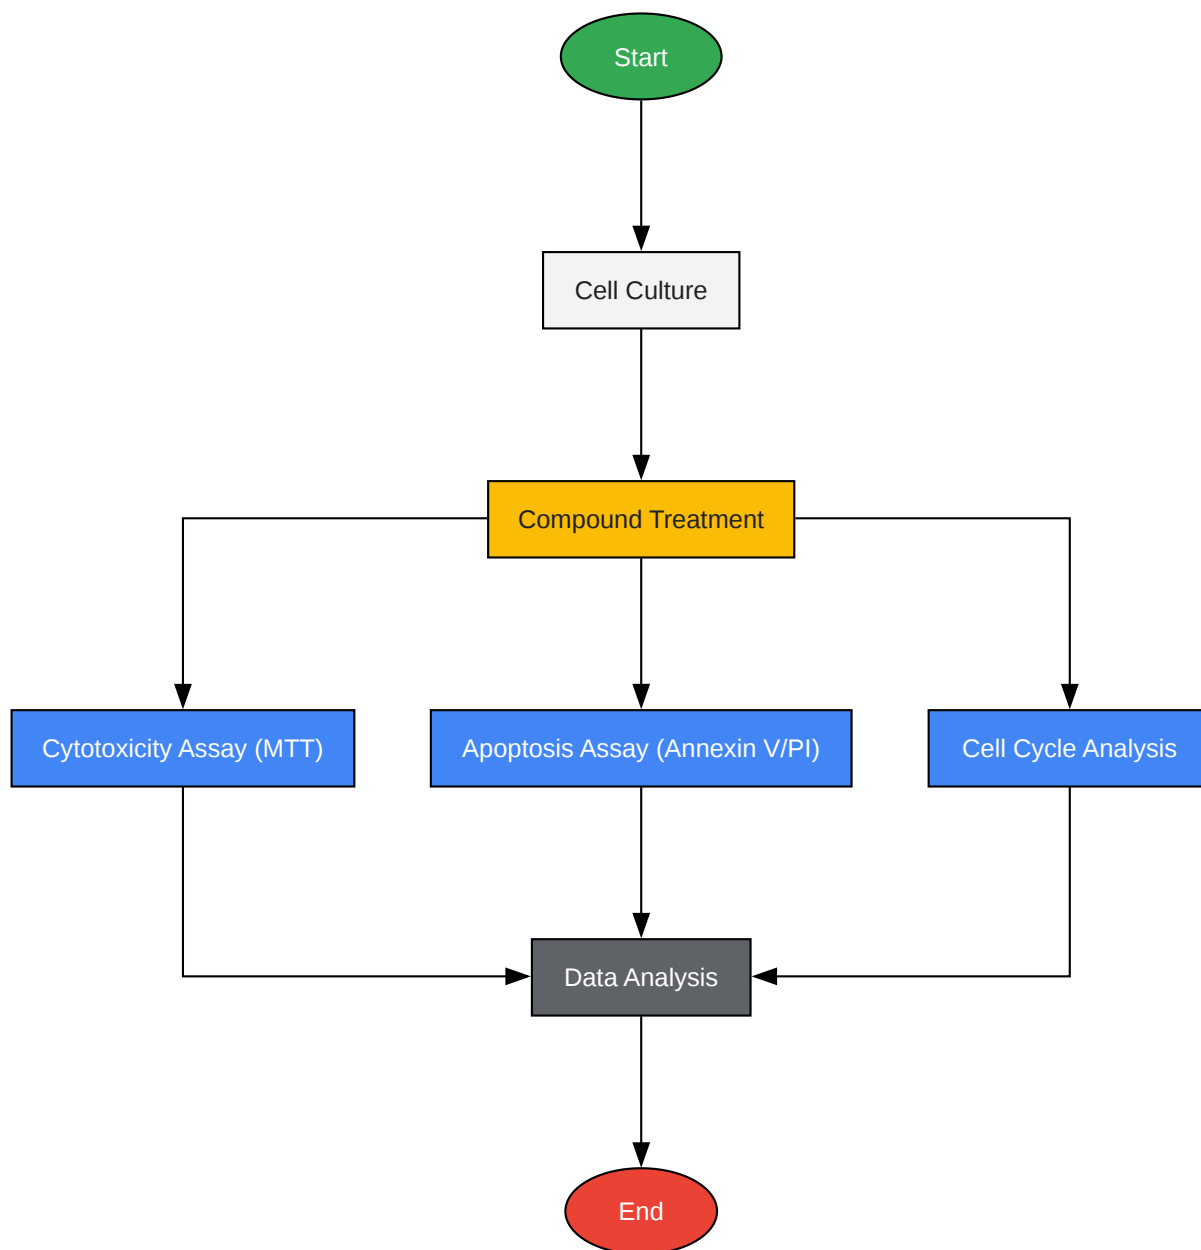 Start
Cell Culture
Compound Treatment
Cytotoxicity Assay (MTT)
Apoptosis Assay (Annexin V/PI)
Cell Cycle Analysis
Data Analysis
End